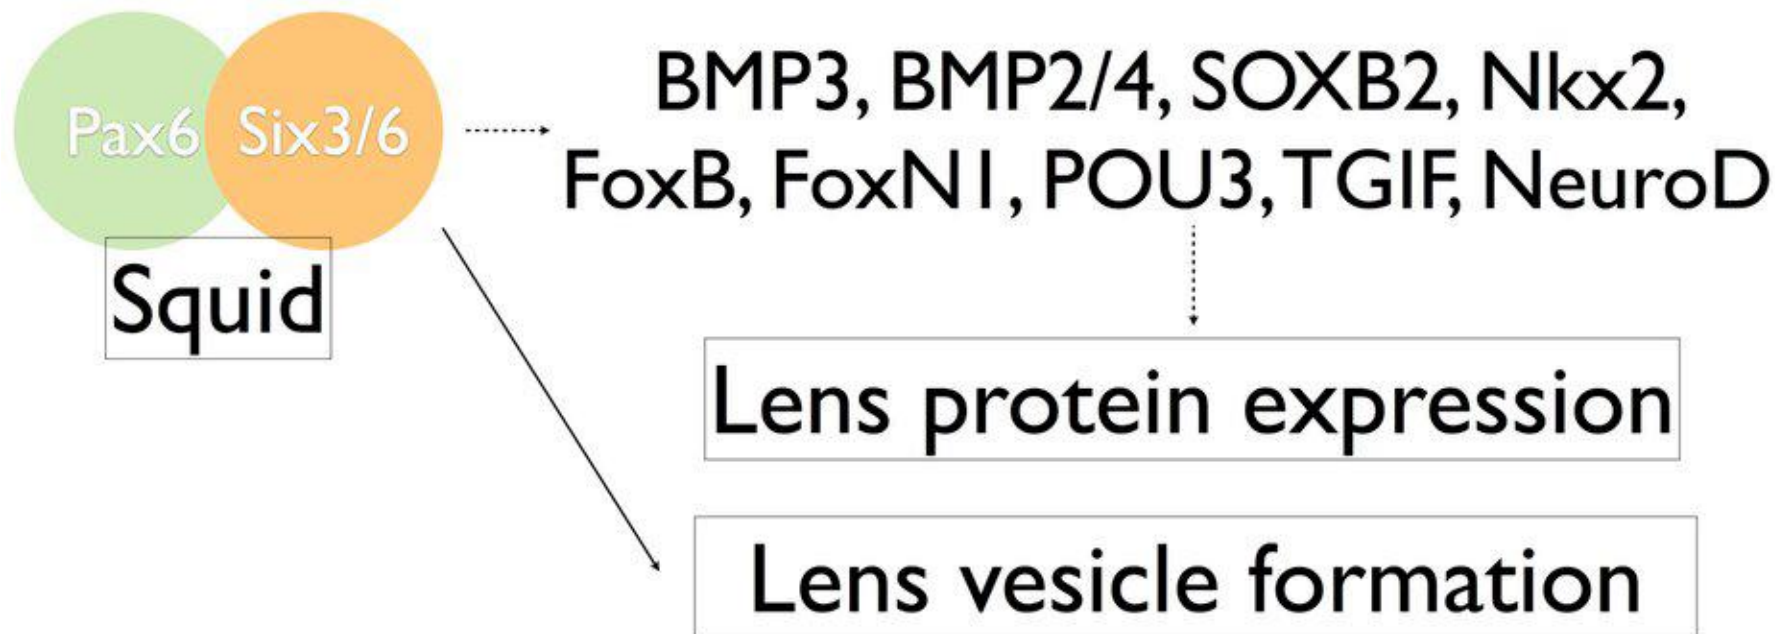 Pax6 Six3/6
BMP3, BMP2/4, SOXB2, Nkx2,
FoxB, FoxN1, POU3, TGIF, NeuroD
Squid
Lens protein expression
Lens vesicle formation